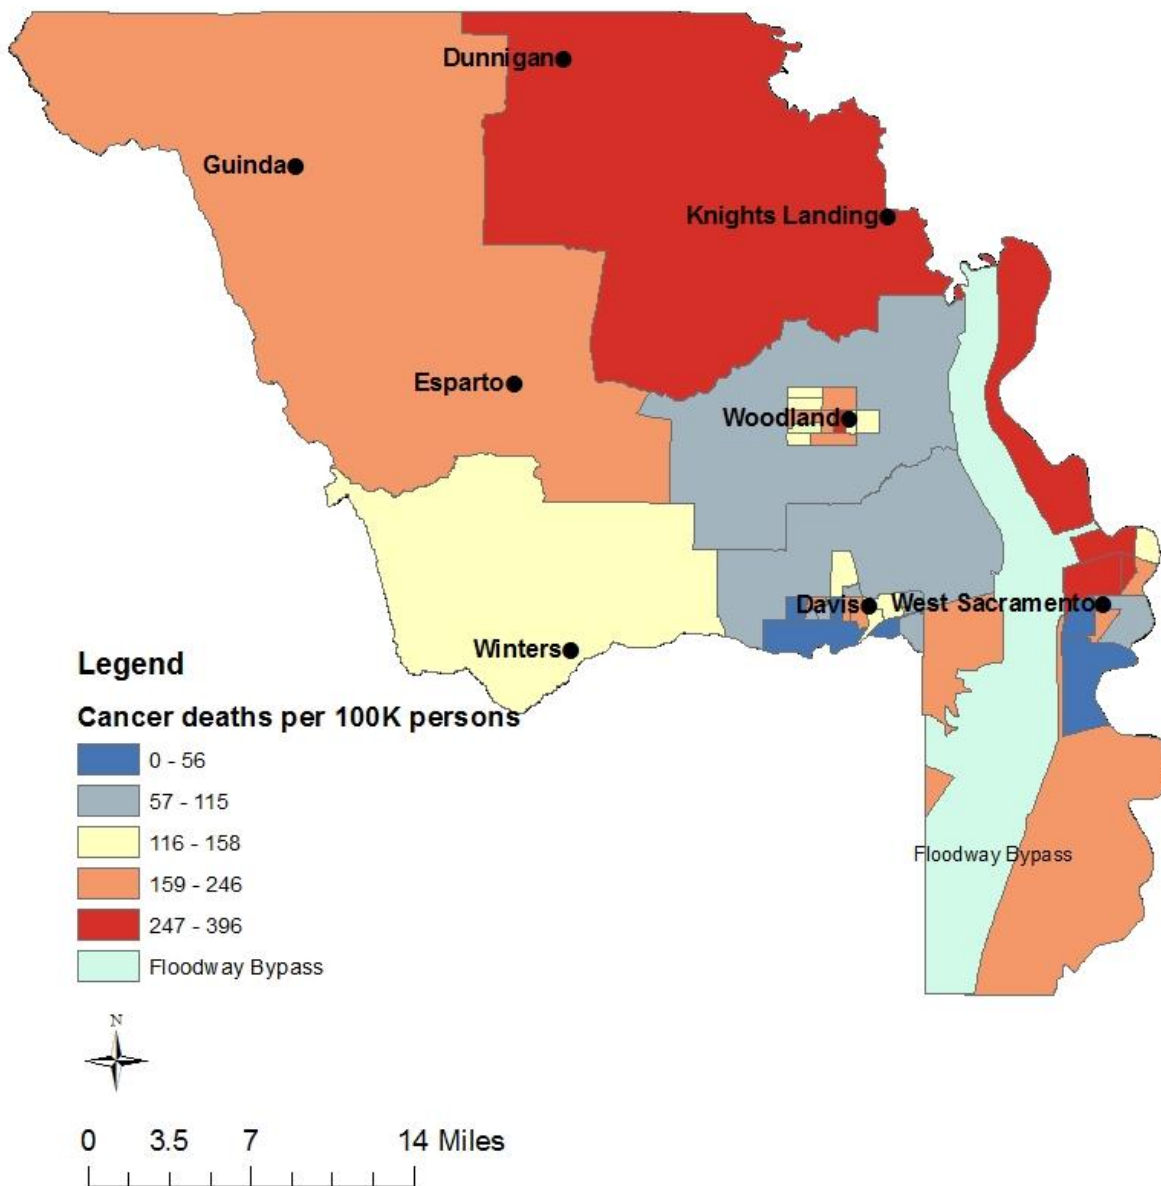 Dunnigan
Guinda
Knights Landing
Esparto
Woodland
Davis
West Sacramento
Winters
Legend
Cancer deaths per 100K persons
0 - 56
57 - 115
116 - 158
159 - 246
247 - 396
Floodway Bypass
Floodway Bypass
N
0 3.5 7 14 Miles